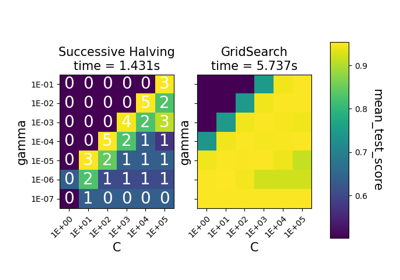 Successive Halving
time = 1.431s
GridSearch
time = 5.737s
gamma
1E-01
1E-02
1E-03
1E-04
1E-05
1E-06
1E-07
0 0 0 0 0 3
0 0 0 0 5 2
0 0 0 4 2 3
0 0 5 2 1 1
0 3 2 1 1 1
0 2 1 1 1 1
0 1 0 0 0 0
1E+00
1E+01
1E+02
1E+03
1E+04
1E+05
C
gamma
1E+00
1E+01
1E+02
1E+03
1E+04
1E+05
C
0.9
0.8
0.7
0.6
mean_test_score